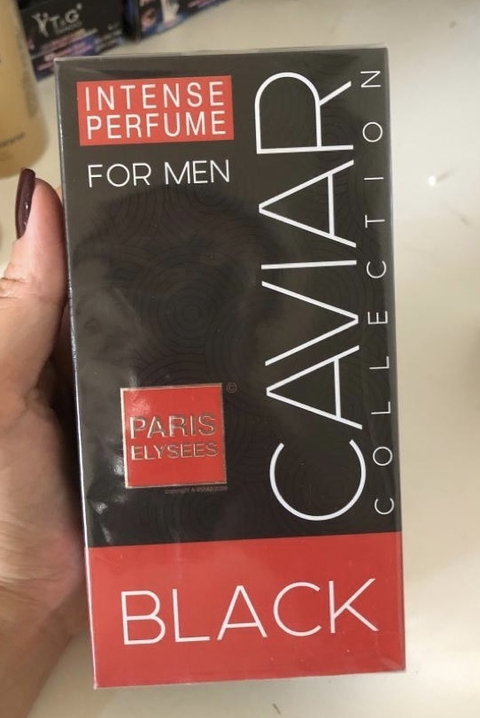 T&G
INTENSE
PERFUME
FOR MEN
CAVIAR
COLLECTION
©
PARIS
ELYSEES
BLACK